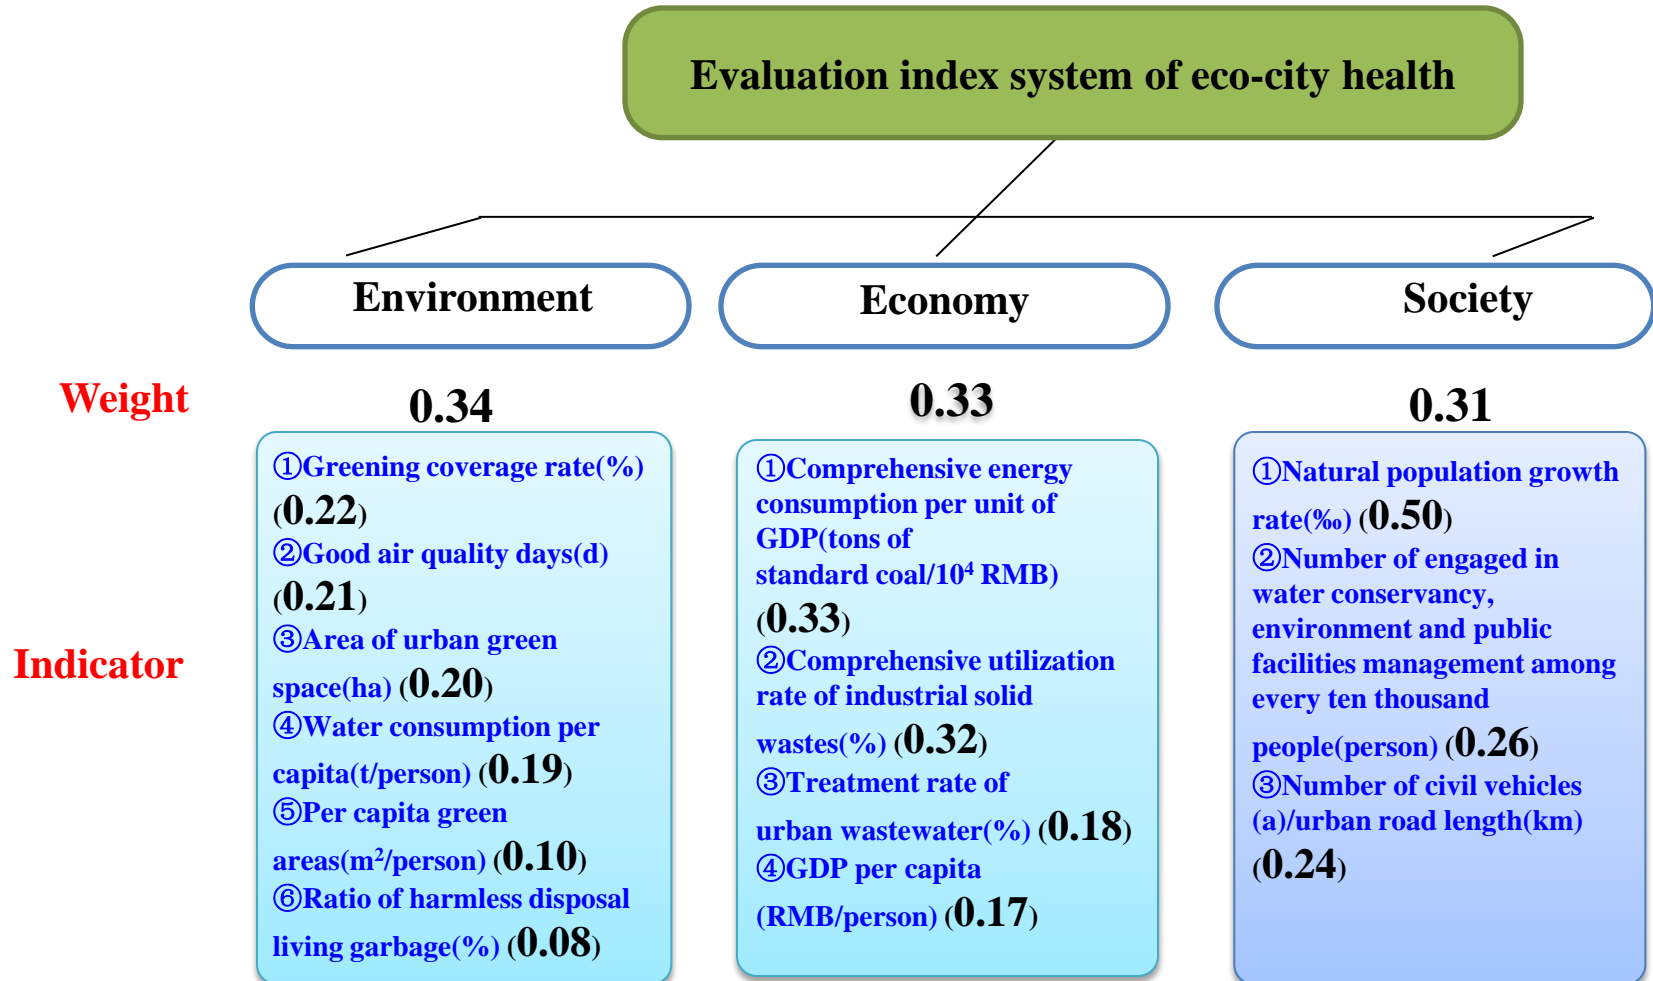 Evaluation index system of eco-city health
Environment
Economy
Society
Weight
0.34
0.33
0.31
Indicator
①Greening coverage rate(%)
(0.22)
②Good air quality days(d)
(0.21)
③Area of urban green
space(ha) (0.20)
④Water consumption per
capita(t/person) (0.19)
⑤Per capita green
areas(m²/person) (0.10)
⑥Ratio of harmless disposal
living garbage(%) (0.08)
①Comprehensive energy
consumption per unit of
GDP(tons of
standard coal/10⁴ RMB)
(0.33)
②Comprehensive utilization
rate of industrial solid
wastes(%) (0.32)
③Treatment rate of
urban wastewater(%) (0.18)
④GDP per capita
(RMB/person) (0.17)
①Natural population growth
rate(‰) (0.50)
②Number of engaged in
water conservancy,
environment and public
facilities management among
every ten thousand
people(person) (0.26)
③Number of civil vehicles
(a)/urban road length(km)
(0.24)